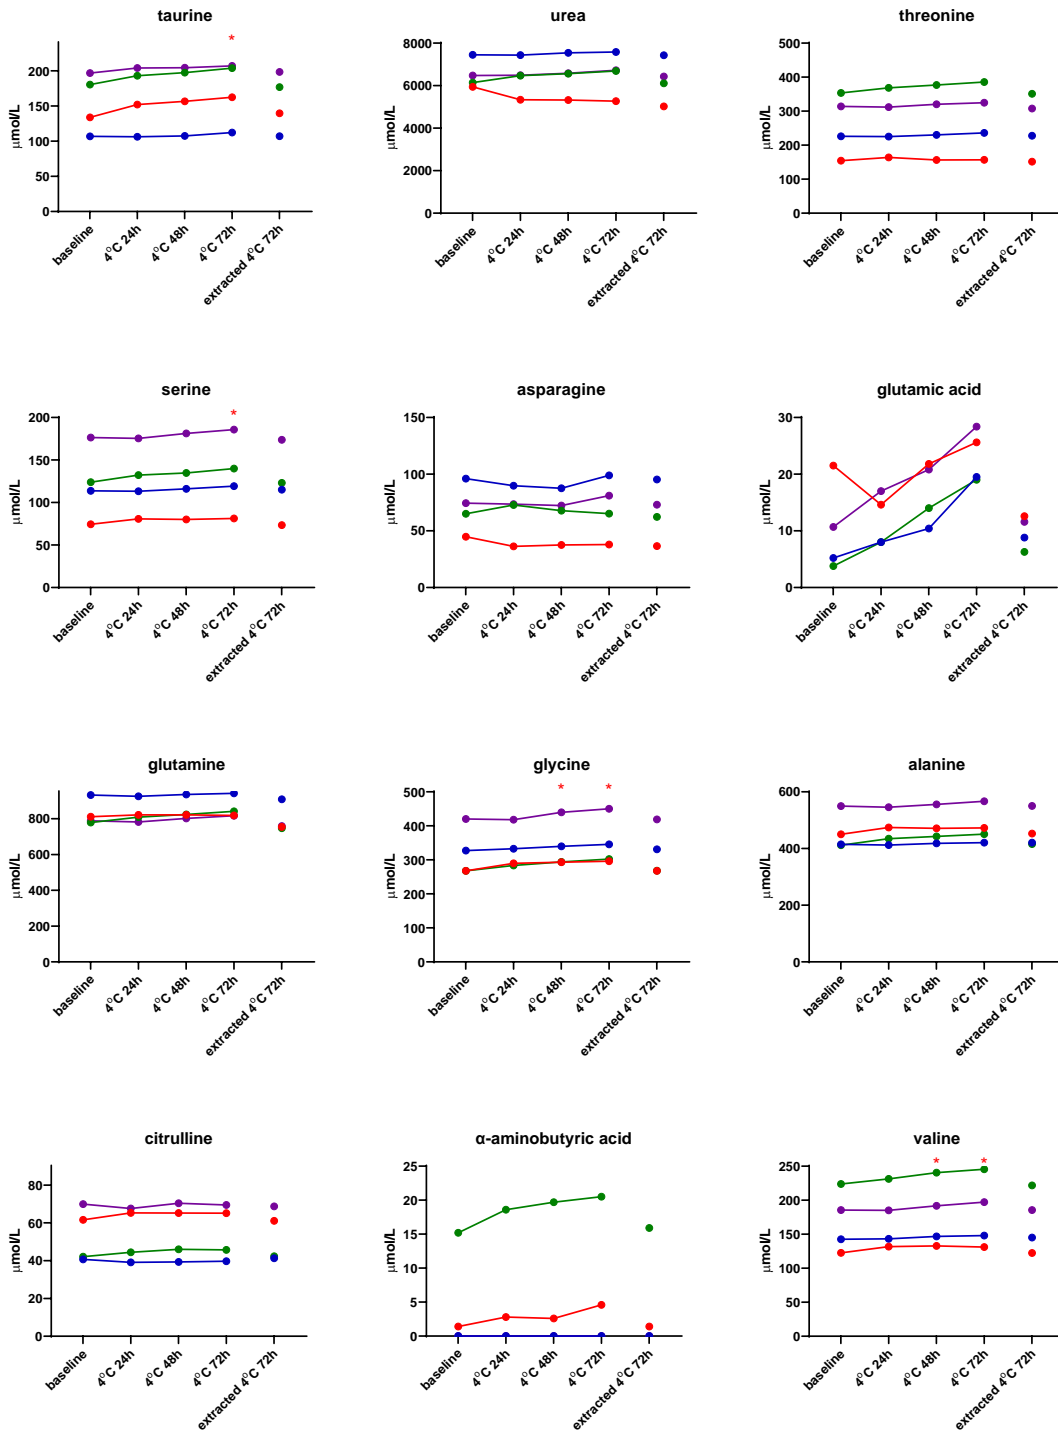 taurine
*
200
150
100
50
0
μmol/L
baseline
4°C 24h
4°C 48h
4°C 72h
extracted 4°C 72h
urea
8000
6000
4000
2000
0
μmol/L
baseline
4°C 24h
4°C 48h
4°C 72h
extracted 4°C 72h
threonine
500
400
300
200
100
0
μmol/L
baseline
4°C 24h
4°C 48h
4°C 72h
extracted 4°C 72h
serine
*
200
150
100
50
0
μmol/L
baseline
4°C 24h
4°C 48h
4°C 72h
extracted 4°C 72h
asparagine
150
100
50
0
μmol/L
baseline
4°C 24h
4°C 48h
4°C 72h
extracted 4°C 72h
glutamic acid
30
20
10
0
μmol/L
baseline
4°C 24h
4°C 48h
4°C 72h
extracted 4°C 72h
glutamine
800
600
400
200
0
μmol/L
baseline
4°C 24h
4°C 48h
4°C 72h
extracted 4°C 72h
glycine
* *
500
400
300
200
100
0
μmol/L
baseline
4°C 24h
4°C 48h
4°C 72h
extracted 4°C 72h
alanine
600
400
200
0
μmol/L
baseline
4°C 24h
4°C 48h
4°C 72h
extracted 4°C 72h
citrulline
80
60
40
20
0
μmol/L
baseline
4°C 24h
4°C 48h
4°C 72h
extracted 4°C 72h
α-aminobutyric acid
25
20
15
10
5
0
μmol/L
baseline
4°C 24h
4°C 48h
4°C 72h
extracted 4°C 72h
valine
* *
250
200
150
100
50
0
μmol/L
baseline
4°C 24h
4°C 48h
4°C 72h
extracted 4°C 72h